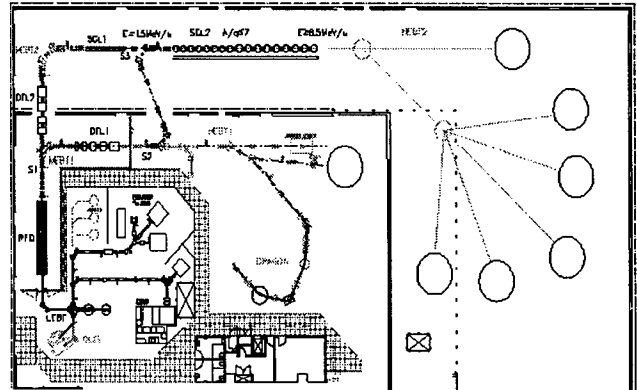 SCL1 E=1.5MeV/u SCL2 A/q≤7 E≥6.5MeV/u HEBT2
MEBT2
S3
DTL2
DTL1 HEBT1
S2
MEBT1
S1
RFQ
DRAGON
LEBT
OLIS